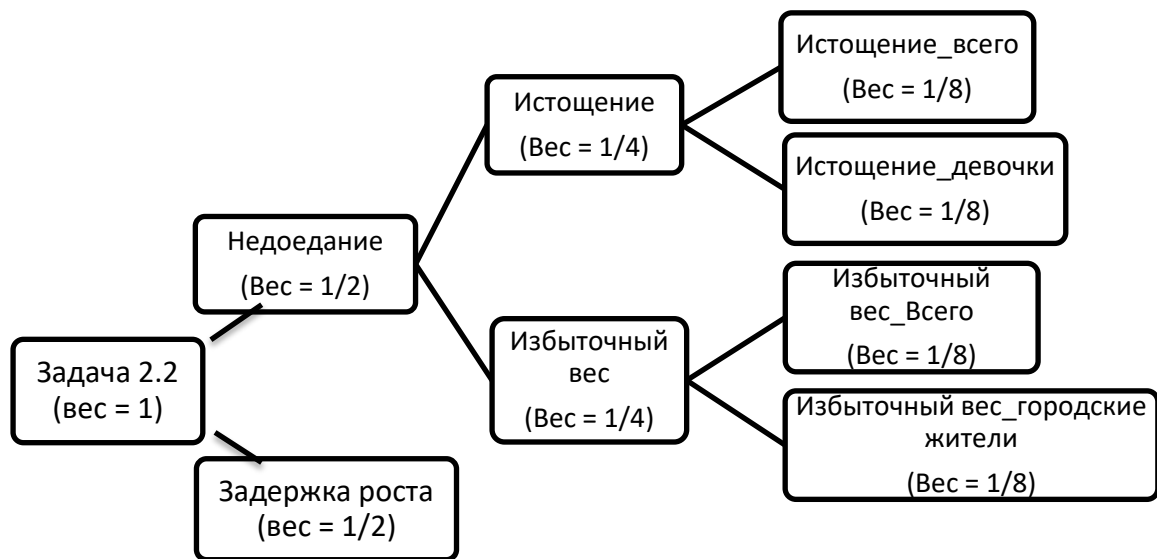 Задача 2.2
(вес = 1)
Недоедание
(Вес = 1/2)
Задержка роста
(вес = 1/2)
Истощение
(Вес = 1/4)
Избыточный
вес
(Вес = 1/4)
Истощение_всего
(Вес = 1/8)
Истощение_девочки
(Вес = 1/8)
Избыточный
вес_Всего
(Вес = 1/8)
Избыточный вес_городские
жители
(Вес = 1/8)